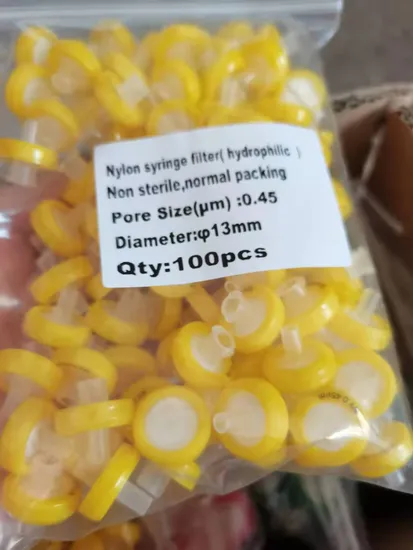 Nylon syringe filter( hydrophilic )
Non sterile,normal packing
Pore Size(μm) :0.45
Diameter:φ13mm
Qty:100pcs